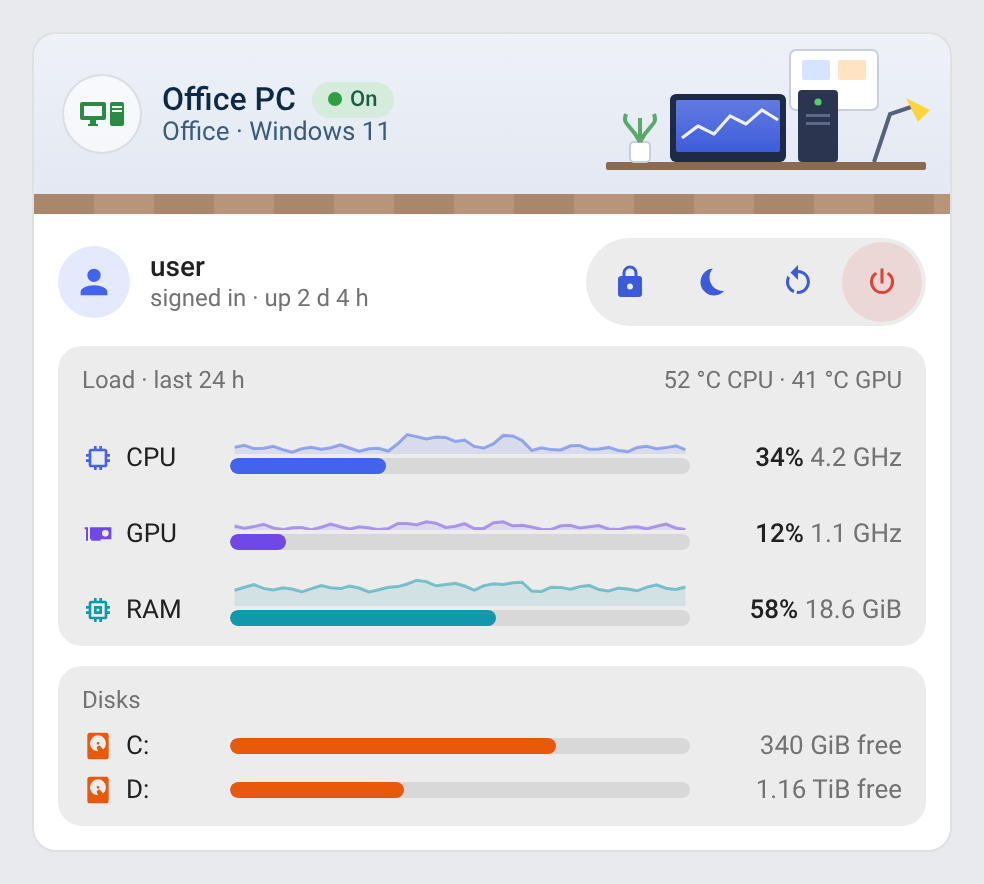 Office PC On
Office · Windows 11
user
signed in · up 2 d 4 h
Load · last 24 h 52 °C CPU · 41 °C GPU
CPU 34% 4.2 GHz
GPU 12% 1.1 GHz
RAM 58% 18.6 GiB
Disks
C: 340 GiB free
D: 1.16 TiB free